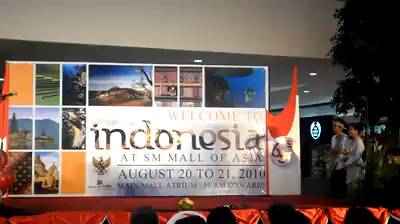 WELCOME TO
indonesia
AT SM MALL OF ASIA
AUGUST 20 TO 21, 2010
MAIN MALL ATRIUM 10 AM ONWARDS